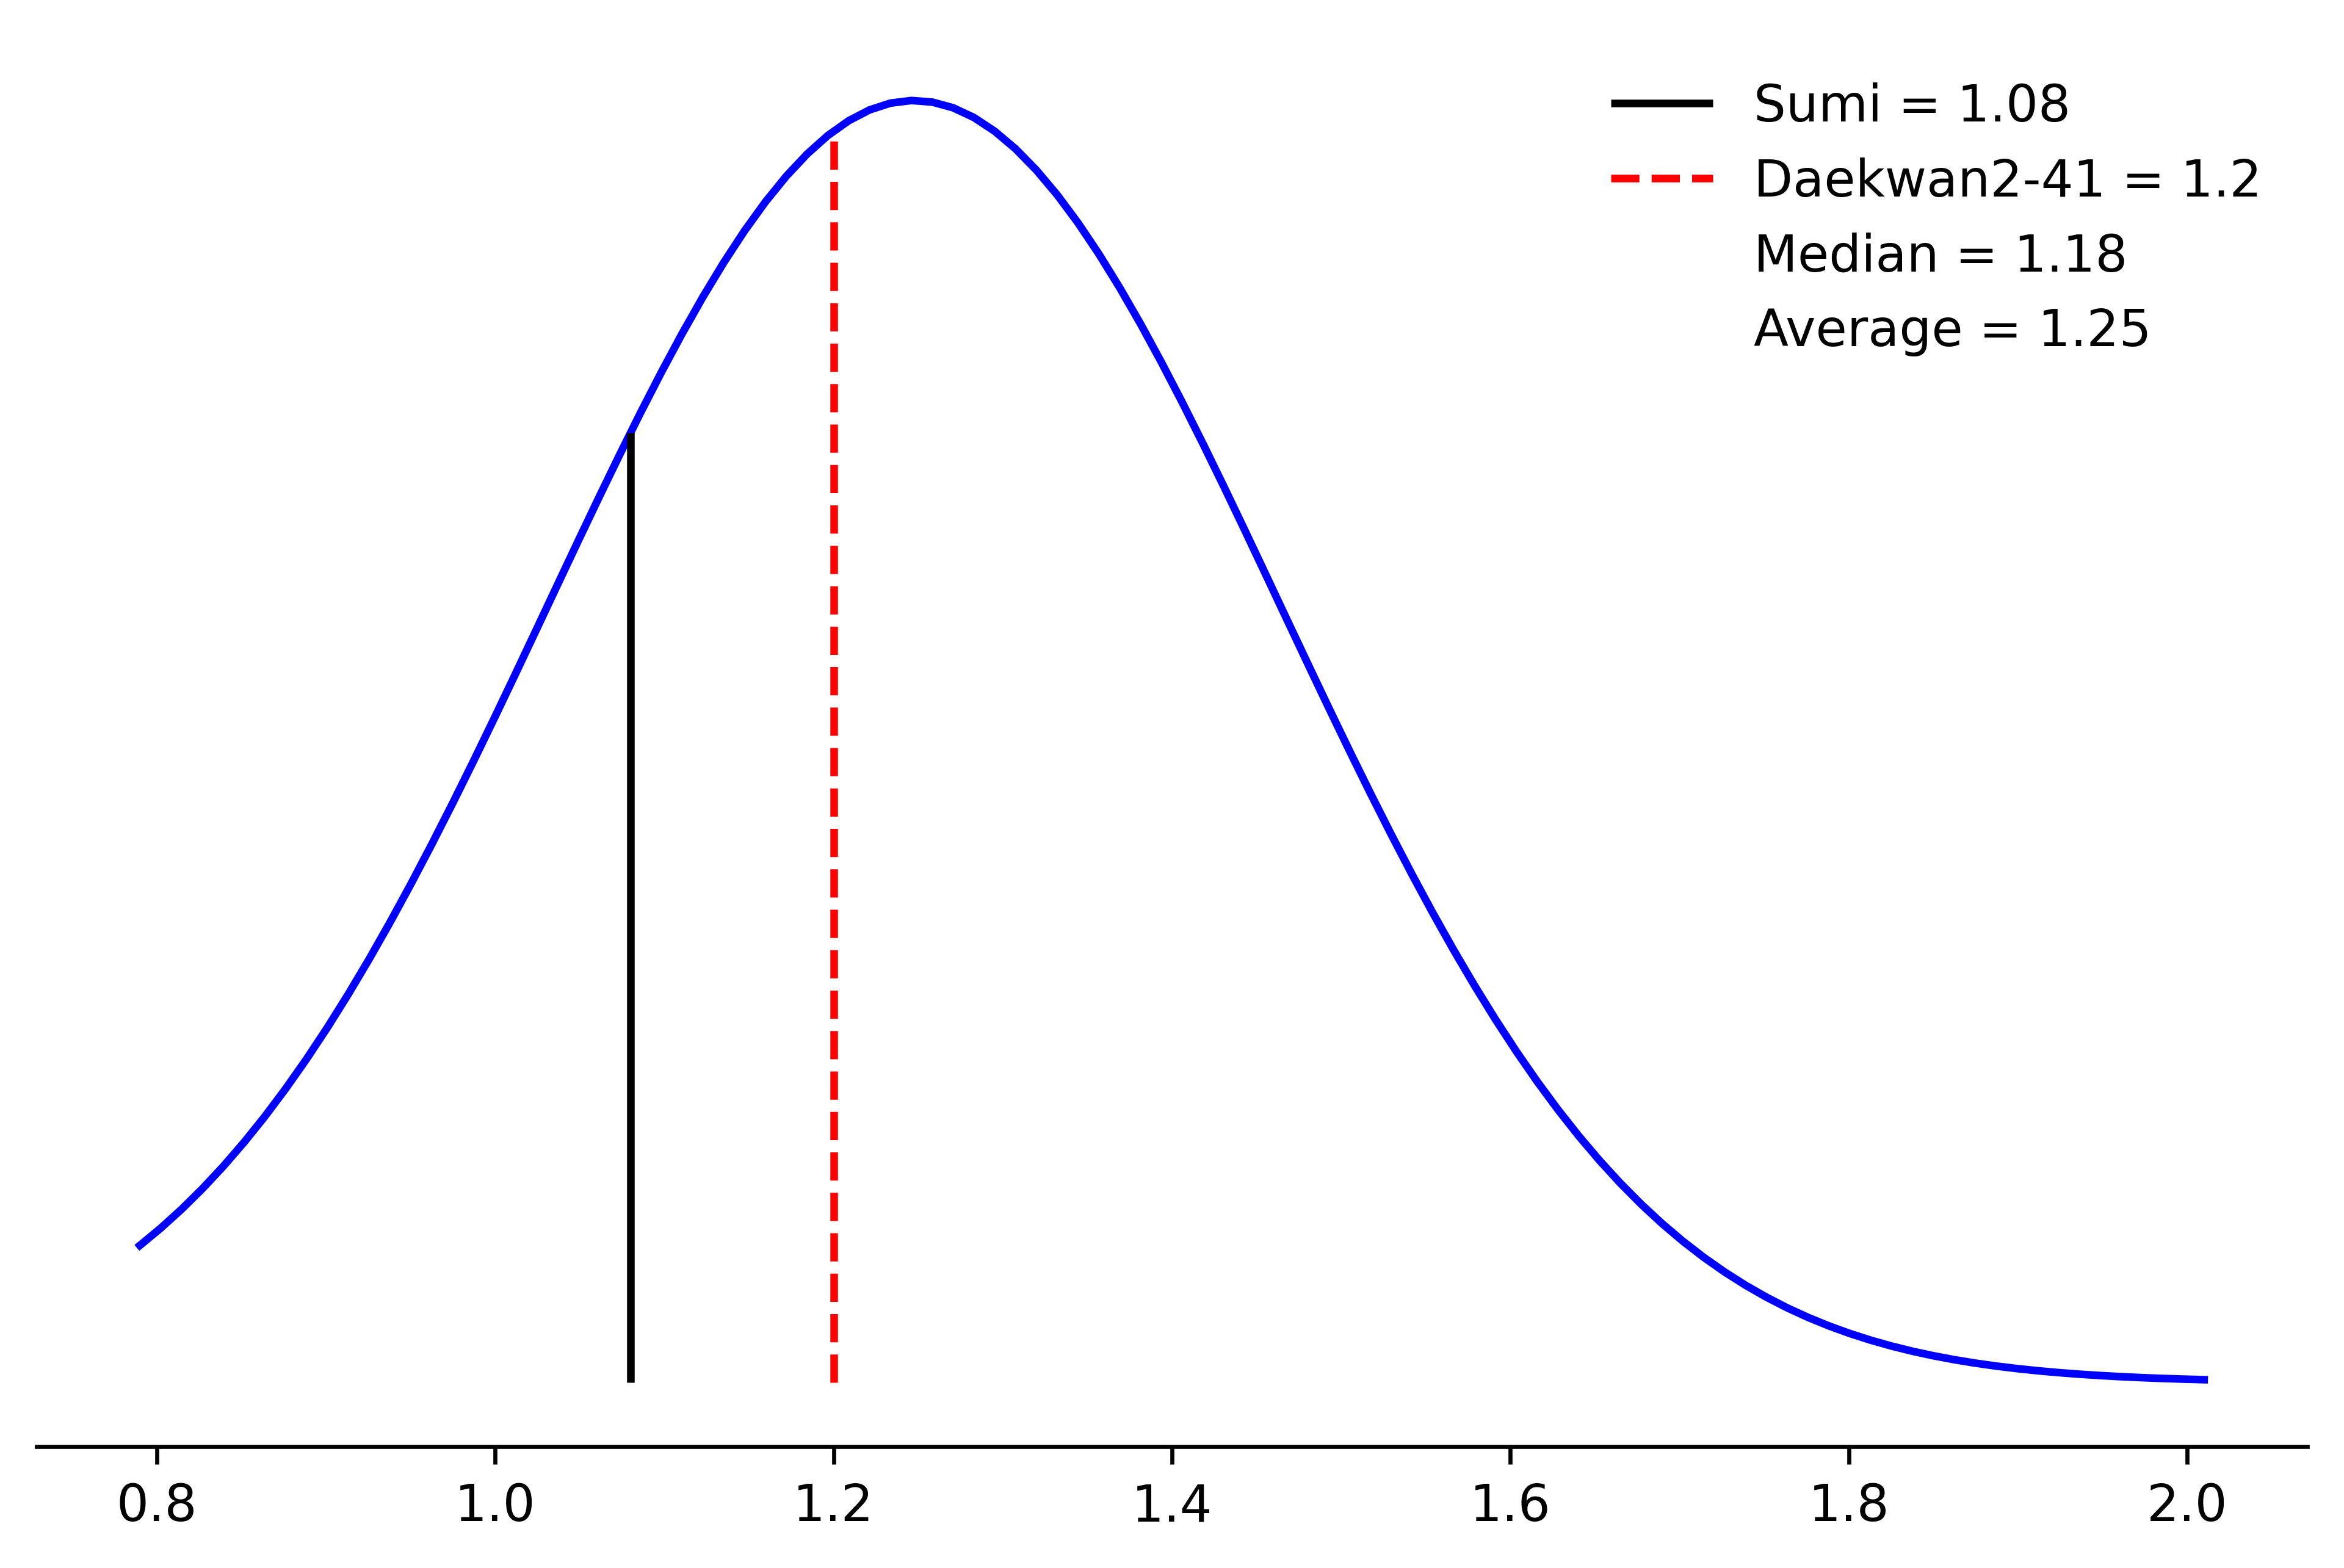 Sumi = 1.08
Daekwan2-41 = 1.2
Median = 1.18
Average = 1.25
0.8 1.0 1.2 1.4 1.6 1.8 2.0